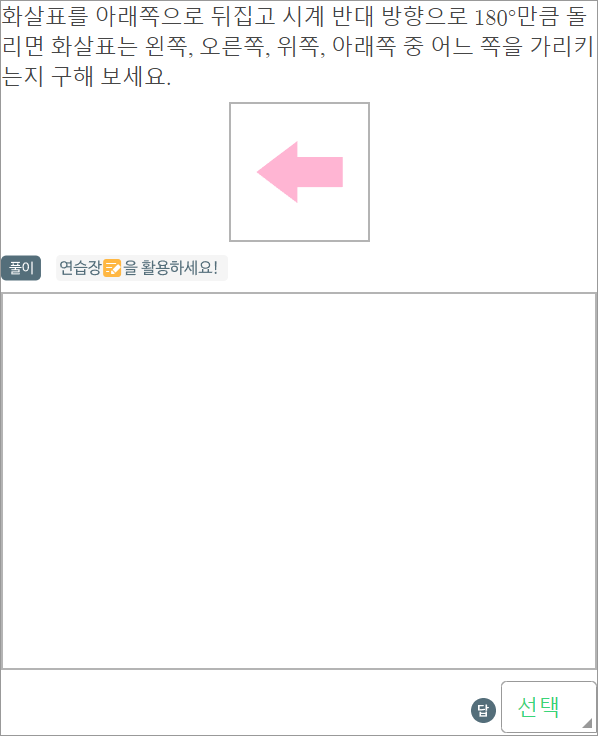 화살표를 아래쪽으로 뒤집고 시계 반대 방향으로 180°만큼 돌
리면 화살표는 왼쪽, 오른쪽, 위쪽, 아래쪽 중 어느 쪽을 가리키
는지 구해 보세요.
풀이 연습장을 활용하세요!
답 선택